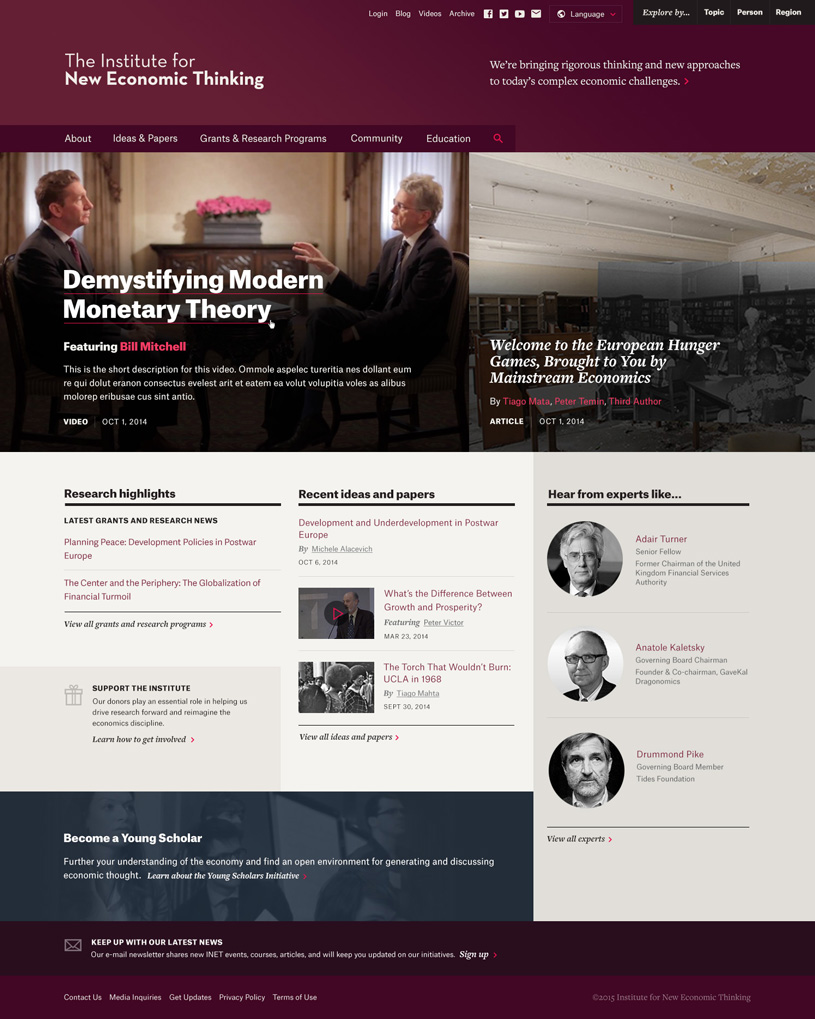 Login Blog Videos Archive Language Explore by... Topic Person Region
The Institute for
New Economic Thinking
We're bringing rigorous thinking and new approaches
to today's complex economic challenges.
About Ideas & Papers Grants & Research Programs Community Education
Demystifying Modern
Monetary Theory
Featuring Bill Mitchell
This is the short description for this video. Ommole aspelec tureritia nes dollant eum
re qui dolut eranon consectus evelest arit et eatem ea volut volupitia voles as alibus
molorep eribusae cus sint antio.
VIDEO OCT 1, 2014
Welcome to the European Hunger
Games, Brought to You by
Mainstream Economics
By Tiago Mata, Peter Temin, Third Author
ARTICLE OCT 1, 2014
Research highlights
LATEST GRANTS AND RESEARCH NEWS
Planning Peace: Development Policies in Postwar
Europe
The Center and the Periphery: The Globalization of
Financial Turmoil
View all grants and research programs
SUPPORT THE INSTITUTE
Our donors play an essential role in helping us
drive research forward and reimagine the
economics discipline.
Learn how to get involved
Recent ideas and papers
Development and Underdevelopment in Postwar
Europe
By Michele Alacevich
OCT 6, 2014
What's the Difference Between
Growth and Prosperity?
Featuring Peter Victor
MAR 23, 2014
The Torch That Wouldn't Burn:
UCLA in 1968
By Tiago Mahta
SEPT 30, 2014
View all ideas and papers
Hear from experts like...
Adair Turner
Senior Fellow
Former Chairman of the United
Kingdom Financial Services
Authority
Anatole Kaletsky
Governing Board Chairman
Founder & Co-chairman, GaveKal
Dragonomics
Drummond Pike
Governing Board Member
Tides Foundation
View all experts
Become a Young Scholar
Further your understanding of the economy and find an open environment for generating and discussing
economic thought. Learn about the Young Scholars Initiative
KEEP UP WITH OUR LATEST NEWS
Our e-mail newsletter shares new INET events, courses, articles, and will keep you updated on our initiatives. Sign up
Contact Us Media Inquiries Get Updates Privacy Policy Terms of Use
©2015 Institute for New Economic Thinking